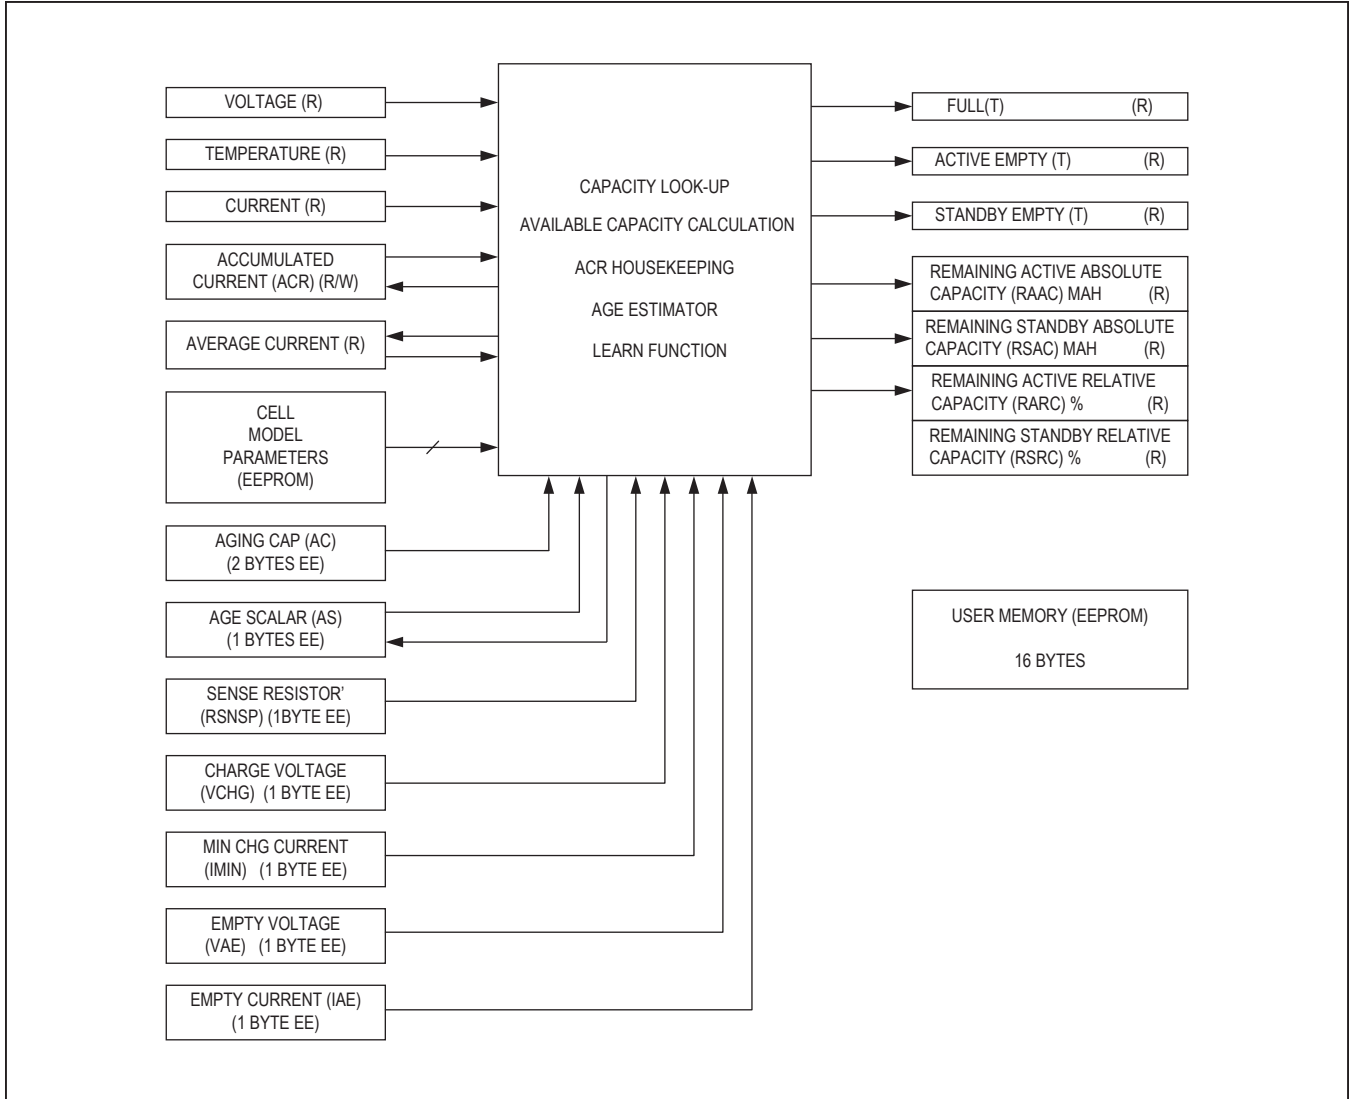 VOLTAGE (R)
TEMPERATURE (R)
CURRENT (R)
ACCUMULATED
CURRENT (ACR) (R/W)
AVERAGE CURRENT (R)
CELL
MODEL
PARAMETERS
(EEPROM)
AGING CAP (AC)
(2 BYTES EE)
AGE SCALAR (AS)
(1 BYTES EE)
SENSE RESISTOR'
(RSNSP) (1BYTE EE)
CHARGE VOLTAGE
(VCHG) (1 BYTE EE)
MIN CHG CURRENT
(IMIN) (1 BYTE EE)
EMPTY VOLTAGE
(VAE) (1 BYTE EE)
EMPTY CURRENT (IAE)
(1 BYTE EE)
CAPACITY LOOK-UP
AVAILABLE CAPACITY CALCULATION
ACR HOUSEKEEPING
AGE ESTIMATOR
LEARN FUNCTION
FULL(T) (R)
ACTIVE EMPTY (T) (R)
STANDBY EMPTY (T) (R)
REMAINING ACTIVE ABSOLUTE
CAPACITY (RAAC) MAH (R)
REMAINING STANDBY ABSOLUTE
CAPACITY (RSAC) MAH (R)
REMAINING ACTIVE RELATIVE
CAPACITY (RARC) % (R)
REMAINING STANDBY RELATIVE
CAPACITY (RSRC) % (R)
USER MEMORY (EEPROM)
16 BYTES